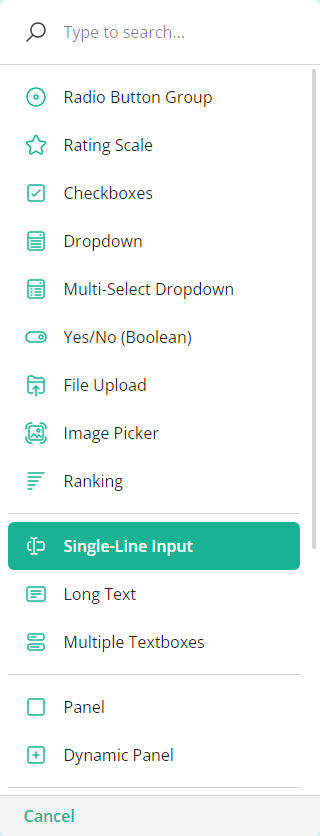 Type to search...
Radio Button Group
Rating Scale
Checkboxes
Dropdown
Multi-Select Dropdown
Yes/No (Boolean)
File Upload
Image Picker
Ranking
Single-Line Input
Long Text
Multiple Textboxes
Panel
Dynamic Panel
Cancel